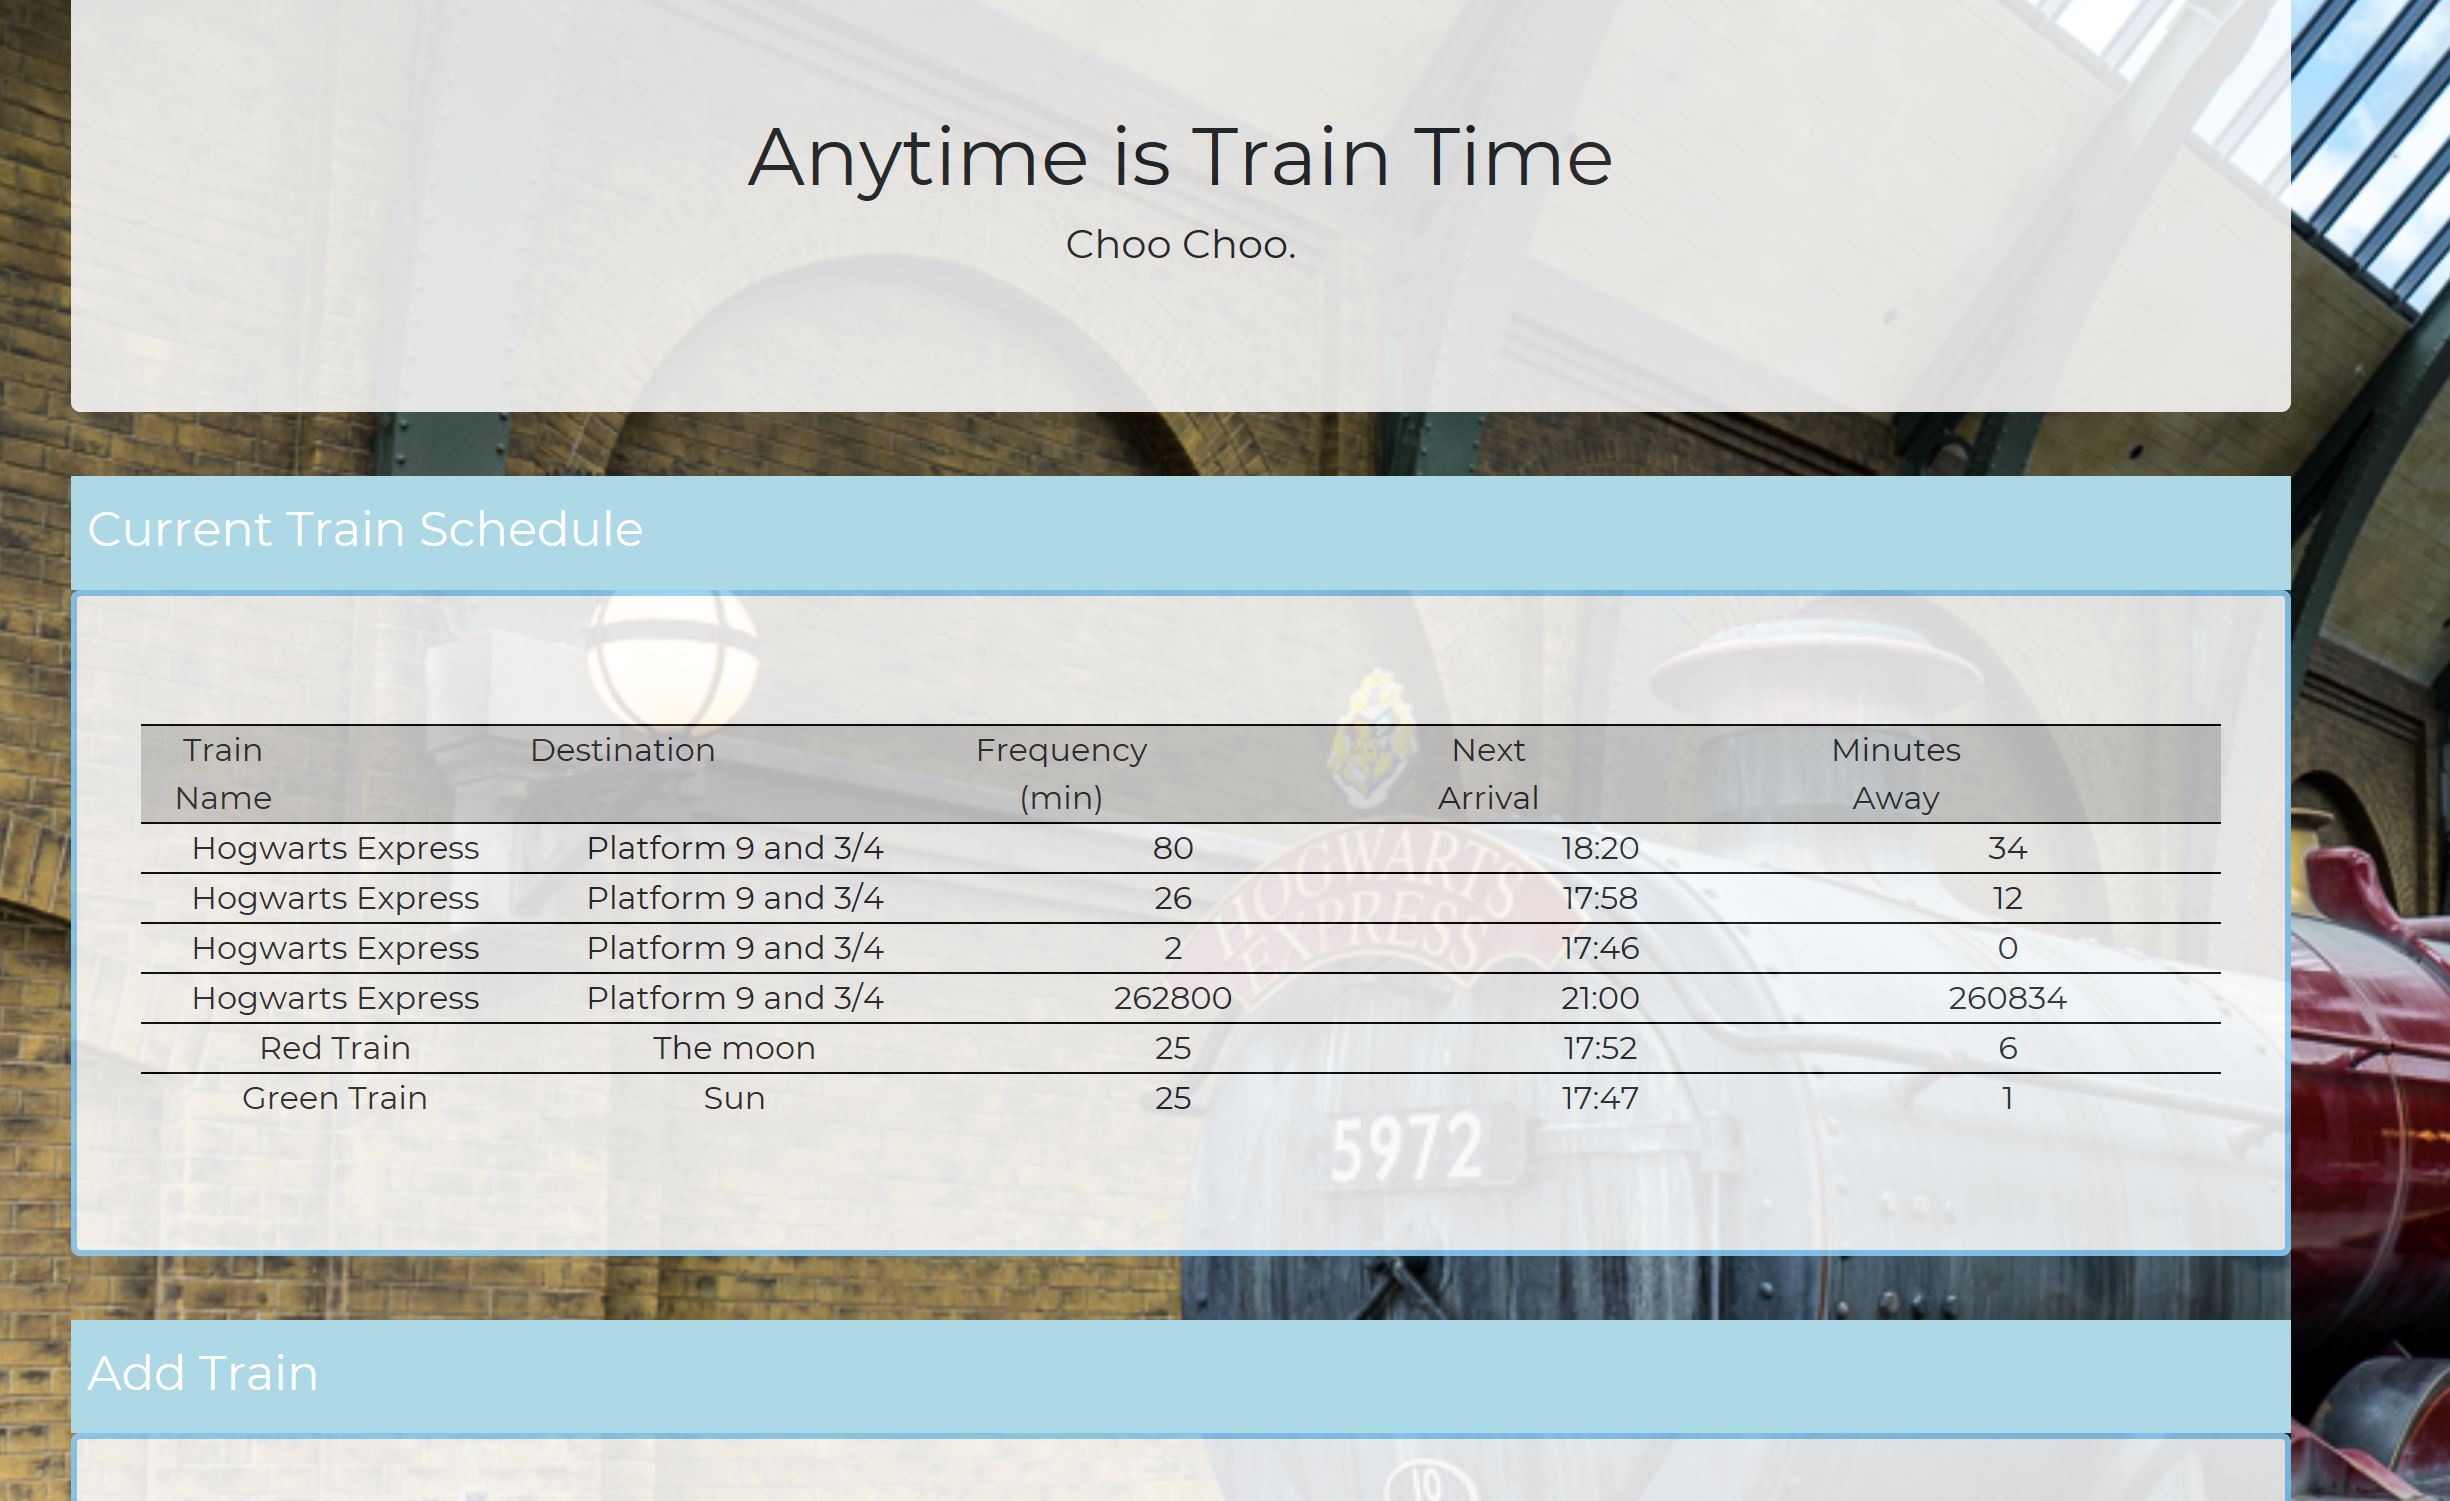 Anytime is Train Time
Choo Choo.
Current Train Schedule
Train Name Destination Frequency (min) Next Arrival Minutes Away
Hogwarts Express Platform 9 and 3/4 80 18:20 34
Hogwarts Express Platform 9 and 3/4 26 17:58 12
Hogwarts Express Platform 9 and 3/4 2 17:46 0
Hogwarts Express Platform 9 and 3/4 262800 21:00 260834
Red Train The moon 25 17:52 6
Green Train Sun 25 17:47 1
HOGWARTS
EXPRESS
5972
Add Train
10